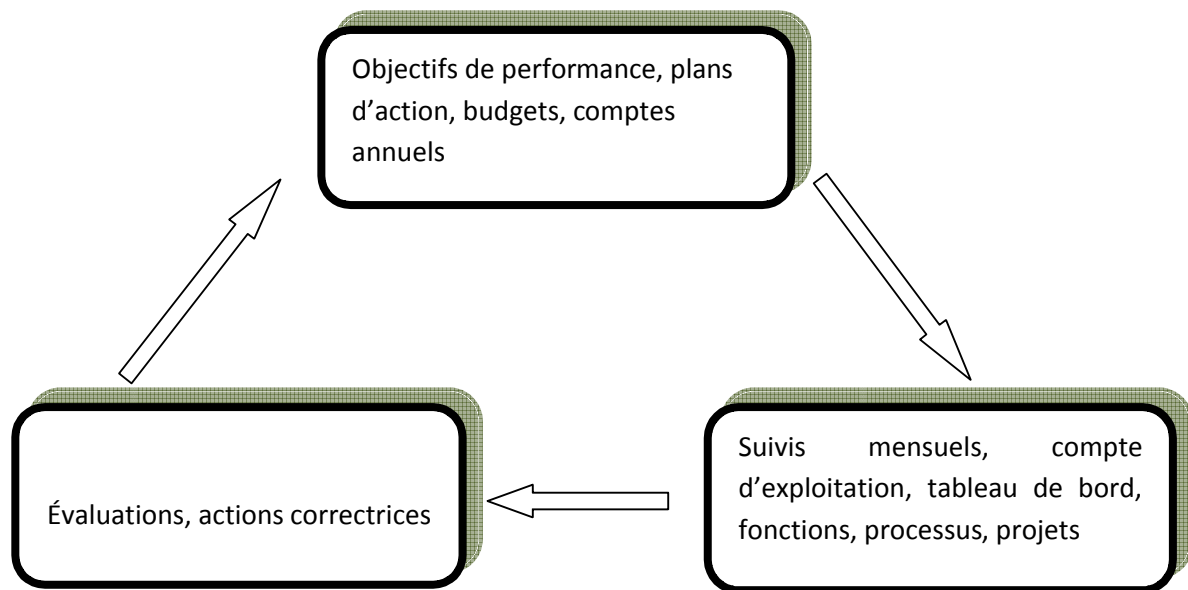 Objectifs de performance, plans
d’action, budgets, comptes
annuels
Suivis mensuels, compte
d’exploitation, tableau de bord,
fonctions, processus, projets
Évaluations, actions correctrices